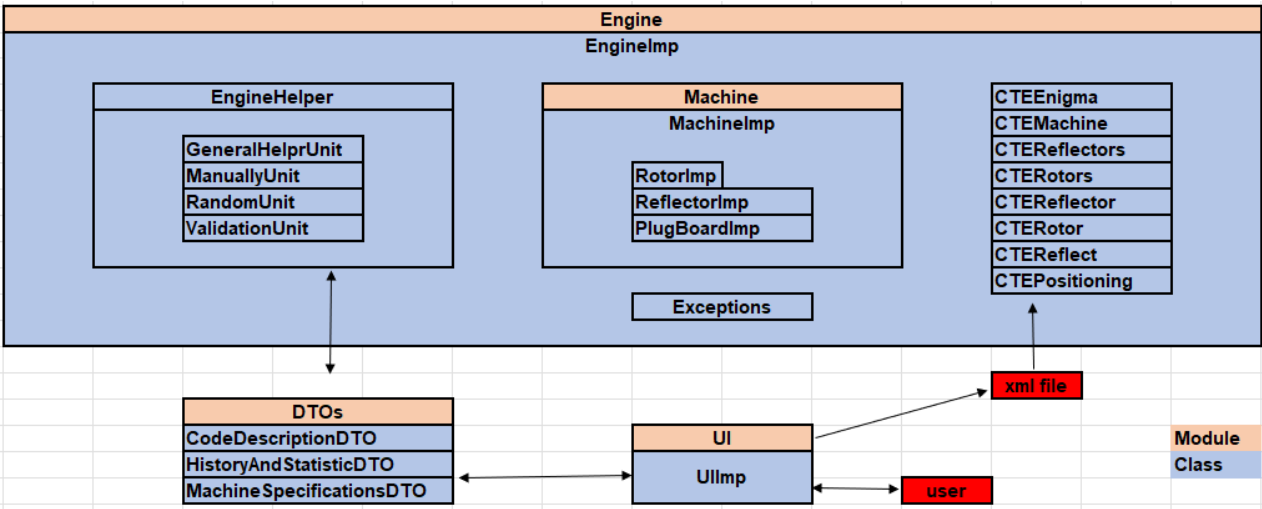 Engine
EngineImp
EngineHelper
GeneralHelprUnit
ManuallyUnit
RandomUnit
ValidationUnit
Machine
MachineImp
RotorImp
ReflectorImp
PlugBoardImp
Exceptions
CTEEnigma
CTEMachine
CTEReflectors
CTERotors
CTEReflector
CTERotor
CTEReflect
CTEPositioning
xml file
DTOs
CodeDescriptionDTO
HistoryAndStatisticDTO
MachineSpecificationsDTO
UI
UIImp
user
Module
Class